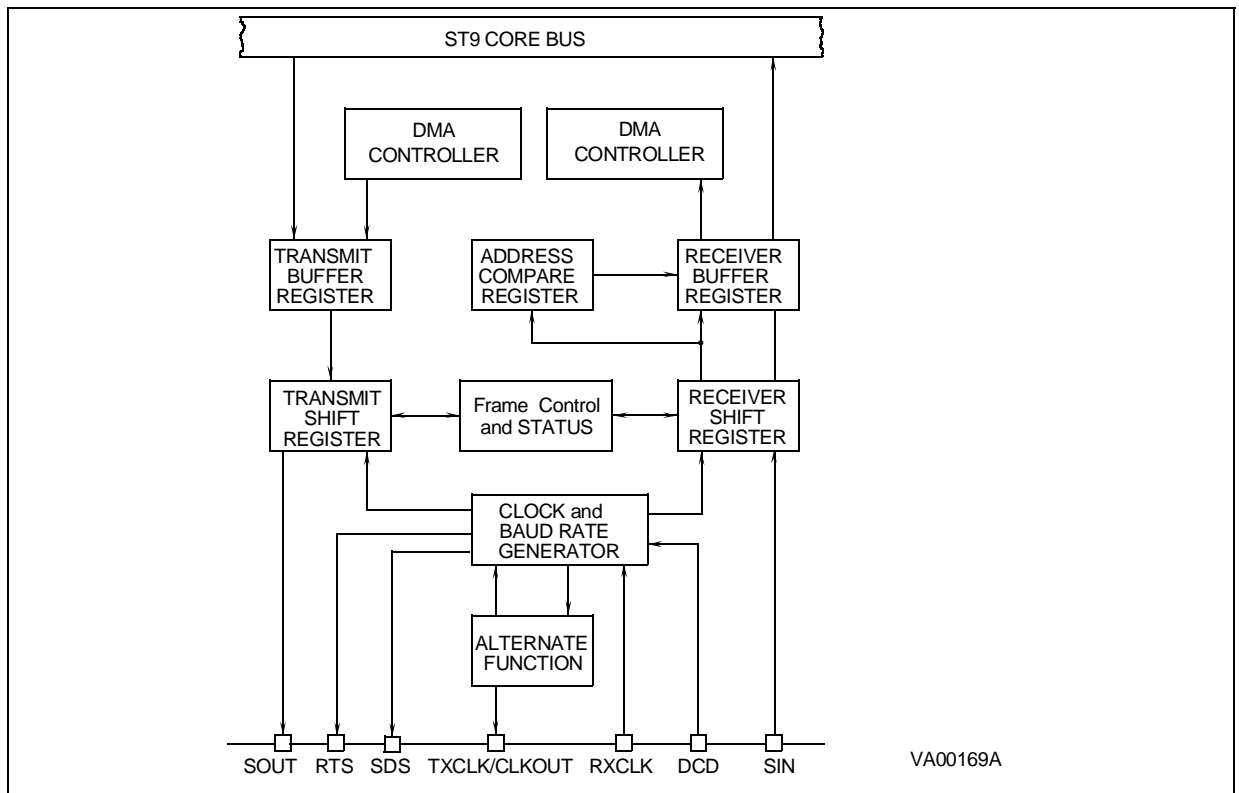 ST9 CORE BUS
DMA
CONTROLLER
DMA
CONTROLLER
TRANSMIT
BUFFER
REGISTER
ADDRESS
COMPARE
REGISTER
RECEIVER
BUFFER
REGISTER
TRANSMIT
SHIFT
REGISTER
Frame Control
and STATUS
RECEIVER
SHIFT
REGISTER
CLOCK and
BAUD RATE
GENERATOR
ALTERNATE
FUNCTION
SOUT RTS SDS TXCLK/CLKOUT RXCLK DCD SIN
VA00169A